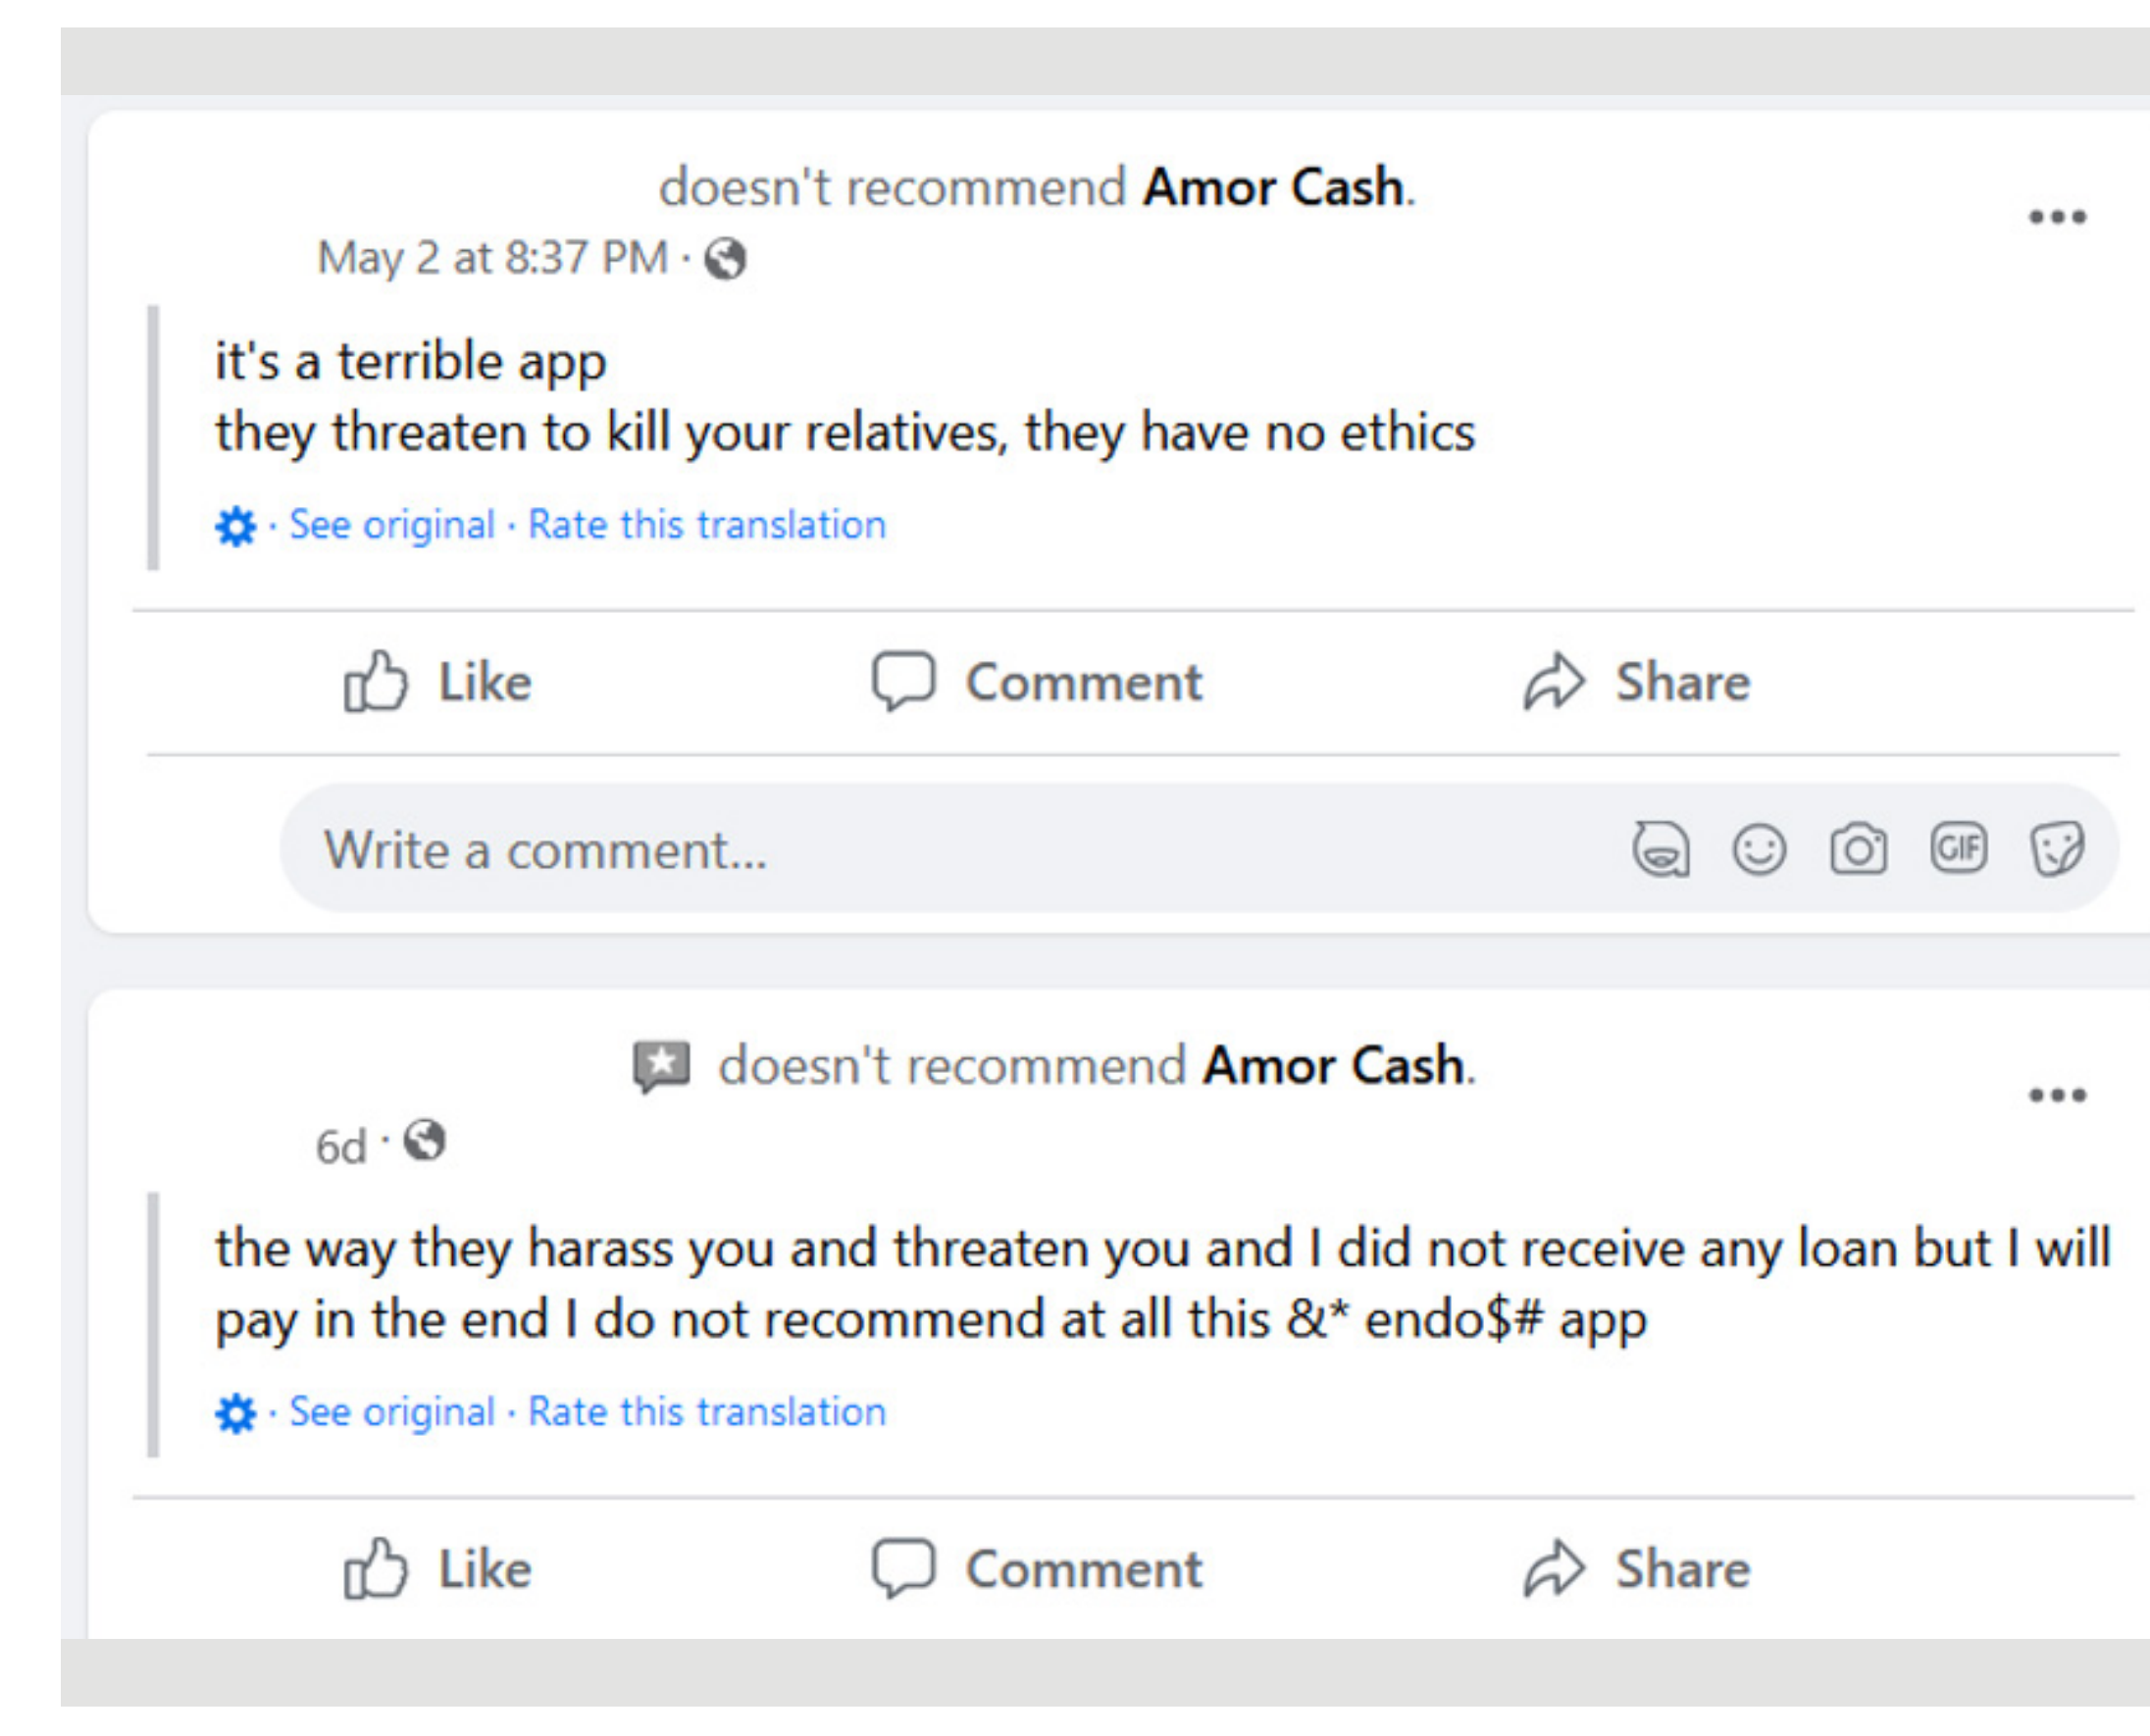 doesn't recommend Amor Cash.
May 2 at 8:37 PM ·
it's a terrible app
they threaten to kill your relatives, they have no ethics
· See original · Rate this translation
Like Comment Share
Write a comment...
GIF
doesn't recommend Amor Cash.
6d ·
the way they harass you and threaten you and I did not receive any loan but I will
pay in the end I do not recommend at all this &* endo$# app
· See original · Rate this translation
Like Comment Share